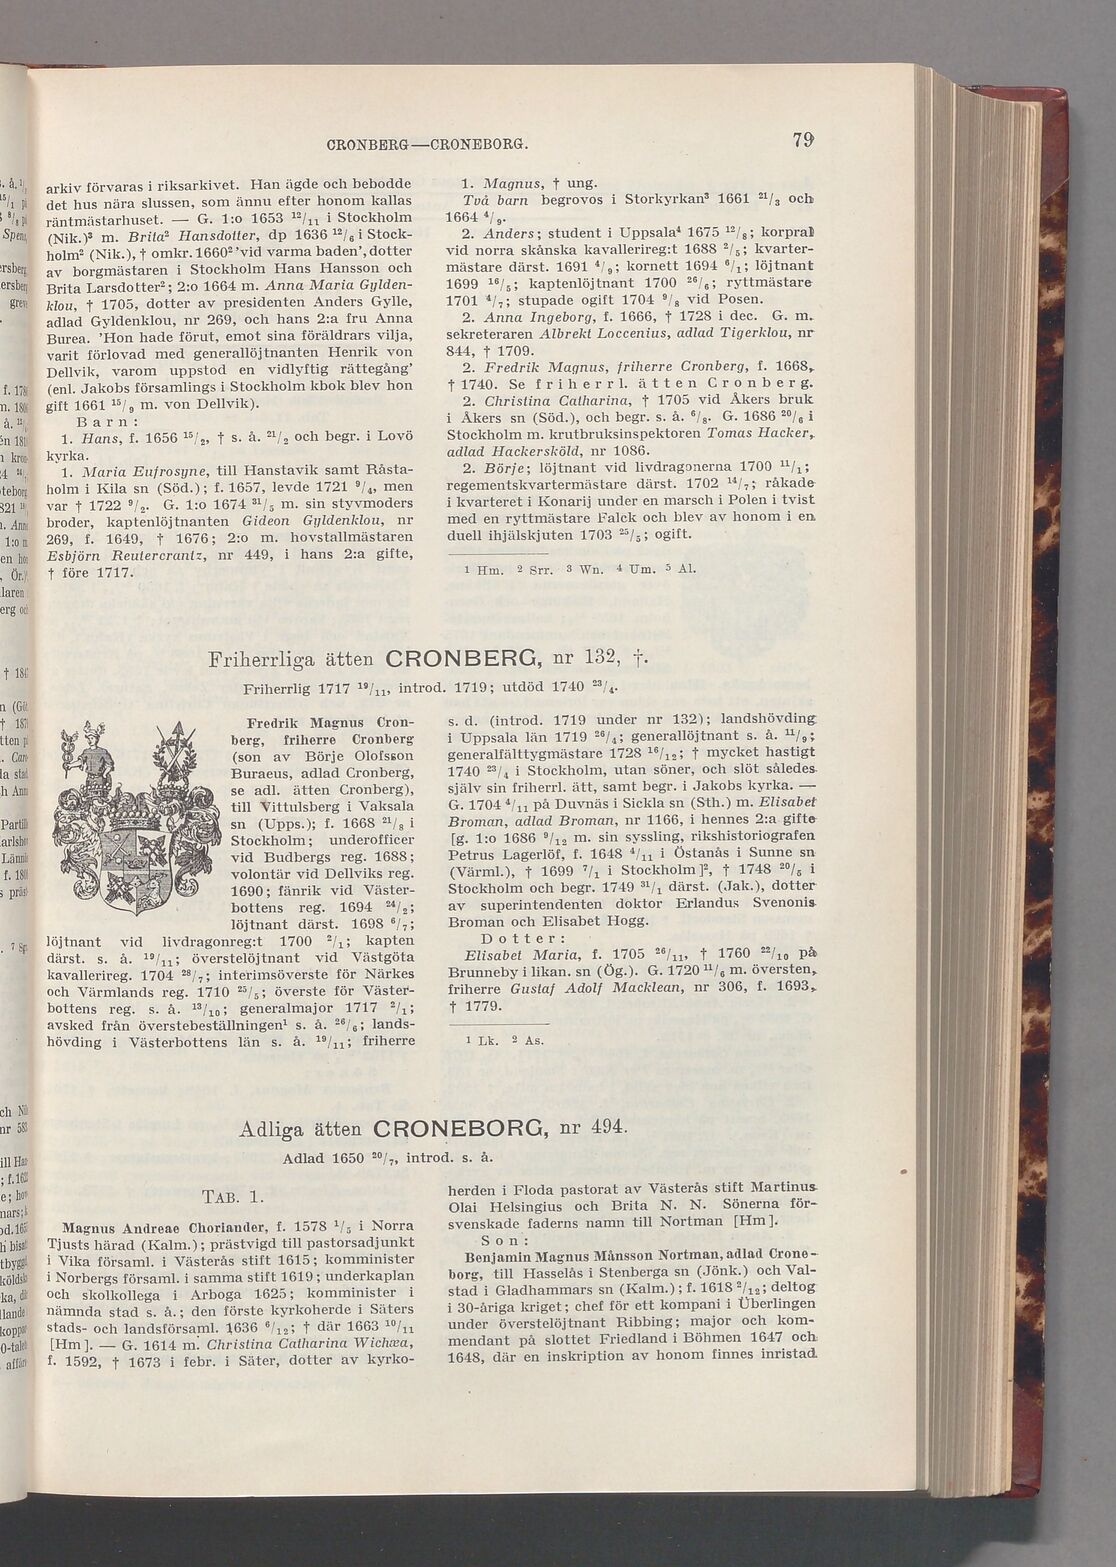 CRONBERG—CRONEBORG.
79
arkiv förvaras i riksarkivet. Han ägde och bebodde
det hus nära slussen, som ännu efter honom kallas
räntmästarhuset. — G. 1:o 1653 12/11 i Stockholm
(Nik.)² m. Brita² Hansdotter, dp 1636 12/6 i Stock-
holm² (Nik.), † omkr. 1660² 'vid varma baden', dotter
av borgmästaren i Stockholm Hans Hansson och
Brita Larsdotter²; 2:o 1664 m. Anna Maria Gylden-
klou, † 1705, dotter av presidenten Anders Gylle,
adlad Gyldenklou, nr 269, och hans 2:a fru Anna
Burea. 'Hon hade förut, emot sina föräldrars vilja,
varit förlovad med generallöjtnanten Henrik von
Dellvik, varom uppstod en vidlyftig rättegång'
(enl. Jakobs församlings i Stockholm kbok blev hon
gift 1661 15/9 m. von Dellvik).
Barn:
1. Hans, f. 1656 15/2, † s. å. 21/2 och begr. i Lovö
kyrka.
1. Maria Eufrosyne, till Hanstavik samt Råsta-
holm i Kila sn (Söd.); f. 1657, levde 1721 9/4, men
var † 1722 9/2. G. 1:o 1674 31/5 m. sin styvmoders
broder, kaptenlöjtnanten Gideon Gyldenklou, nr
269, f. 1649, † 1676; 2:o m. hovstallmästaren
Esbjörn Reutercrantz, nr 449, i hans 2:a gifte,
† före 1717.
1. Magnus, † ung.
Två barn begrovos i Storkyrkan³ 1661 21/3 och
1664 4/9.
2. Anders; student i Uppsala⁴ 1675 12/8; korpral
vid norra skånska kavallerireg:t 1688 2/5; kvarter-
mästare därst. 1691 4/9; kornett 1694 6/1; löjtnant
1699 16/5; kaptenlöjtnant 1700 26/6; ryttmästare
1701 4/7; stupade ogift 1704 9/8 vid Posen.
2. Anna Ingeborg, f. 1666, † 1728 i dec. G. m.
sekreteraren Albrekt Loccenius, adlad Tigerklou, nr
844, † 1709.
2. Fredrik Magnus, friherre Cronberg, f. 1668,
† 1740. Se friherrl. ätten Cronberg.
2. Christina Catharina, † 1705 vid Åkers bruk
i Åkers sn (Söd.), och begr. s. å. 6/8. G. 1686 20/6 i
Stockholm m. krutbruksinspektoren Tomas Hacker,
adlad Hackersköld, nr 1086.
2. Börje; löjtnant vid livdragonerna 1700 11/1;
regementskvartermästare därst. 1702 14/7; råkade
i kvarteret i Konarij under en marsch i Polen i tvist
med en ryttmästare Falck och blev av honom i en
duell ihjälskjuten 1703 25/5; ogift.
1 Hm. 2 Srr. 3 Wn. 4 Um. 5 Al.
Friherrliga ätten CRONBERG, nr 132, †.
Friherrlig 1717 19/11, introd. 1719; utdöd 1740 23/4.
Fredrik Magnus Cron-
berg, friherre Cronberg
(son av Börje Olofsson
Buraeus, adlad Cronberg,
se adl. ätten Cronberg),
till Vittulsberg i Vaksala
sn (Upps.); f. 1668 21/8 i
Stockholm; underofficer
vid Budbergs reg. 1688;
volontär vid Dellviks reg.
1690; fänrik vid Väster-
bottens reg. 1694 24/2;
löjtnant därst. 1698 6/7;
löjtnant vid livdragonreg:t 1700 2/1; kapten
därst. s. å. 19/11; överstelöjtnant vid Västgöta
kavallerireg. 1704 28/7; interimsöverste för Närkes
och Värmlands reg. 1710 25/5; överste för Väster-
bottens reg. s. å. 13/10; generalmajor 1717 2/1;
avsked från överstebeställningen¹ s. å. 26/6; lands-
hövding i Västerbottens län s. å. 19/11; friherre
s. d. (introd. 1719 under nr 132); landshövding
i Uppsala län 1719 26/4; generallöjtnant s. å. 11/9;
generalfälttygmästare 1728 16/12; † mycket hastigt
1740 23/4 i Stockholm, utan söner, och slöt således
själv sin friherrl. ätt, samt begr. i Jakobs kyrka. —
G. 1704 4/11 på Duvnäs i Sickla sn (Sth.) m. Elisabet
Broman, adlad Broman, nr 1166, i hennes 2:a gifte
[g. 1:o 1686 9/12 m. sin syssling, rikshistoriografen
Petrus Lagerlöf, f. 1648 4/11 i Östanås i Sunne sn
(Värml.), † 1699 7/1 i Stockholm]², † 1748 20/5 i
Stockholm och begr. 1749 31/1 därst. (Jak.), dotter
av superintendenten doktor Erlandus Svenonis
Broman och Elisabet Hogg.
Dotter:
Elisabet Maria, f. 1705 26/11, † 1760 22/10 på
Brunneby i likan. sn (Ög.). G. 1720 11/6 m. översten,
friherre Gustaf Adolf Macklean, nr 306, f. 1693,
† 1779.
1 Lk. 2 As.
Adliga ätten CRONEBORG, nr 494.
Adlad 1650 20/7, introd. s. å.
TAB. 1.
Magnus Andreae Choriander, f. 1578 1/5 i Norra
Tjusts härad (Kalm.); prästvigd till pastorsadjunkt
i Vika församl. i Västerås stift 1615; komminister
i Norbergs församl. i samma stift 1619; underkaplan
och skolkollega i Arboga 1625; komminister i
nämnda stad s. å.; den förste kyrkoherde i Säters
stads- och landsförsaml. 1636 6/12; † där 1663 10/11
[Hm]. — G. 1614 m. Christina Catharina Wichæa,
f. 1592, † 1673 i febr. i Säter, dotter av kyrko-
herden i Floda pastorat av Västerås stift Martinus
Olai Helsingius och Brita N. N. Sönerna för-
svenskade faderns namn till Nortman [Hm].
Son:
Benjamin Magnus Månsson Nortman, adlad Crone-
borg, till Hasselås i Stenberga sn (Jönk.) och Val-
stad i Gladhammars sn (Kalm.); f. 1618 2/12; deltog
i 30-åriga kriget; chef för ett kompani i Überlingen
under överstelöjtnant Ribbing; major och kom-
mendant på slottet Friedland i Böhmen 1647 och
1648, där en inskription av honom finnes inristad.